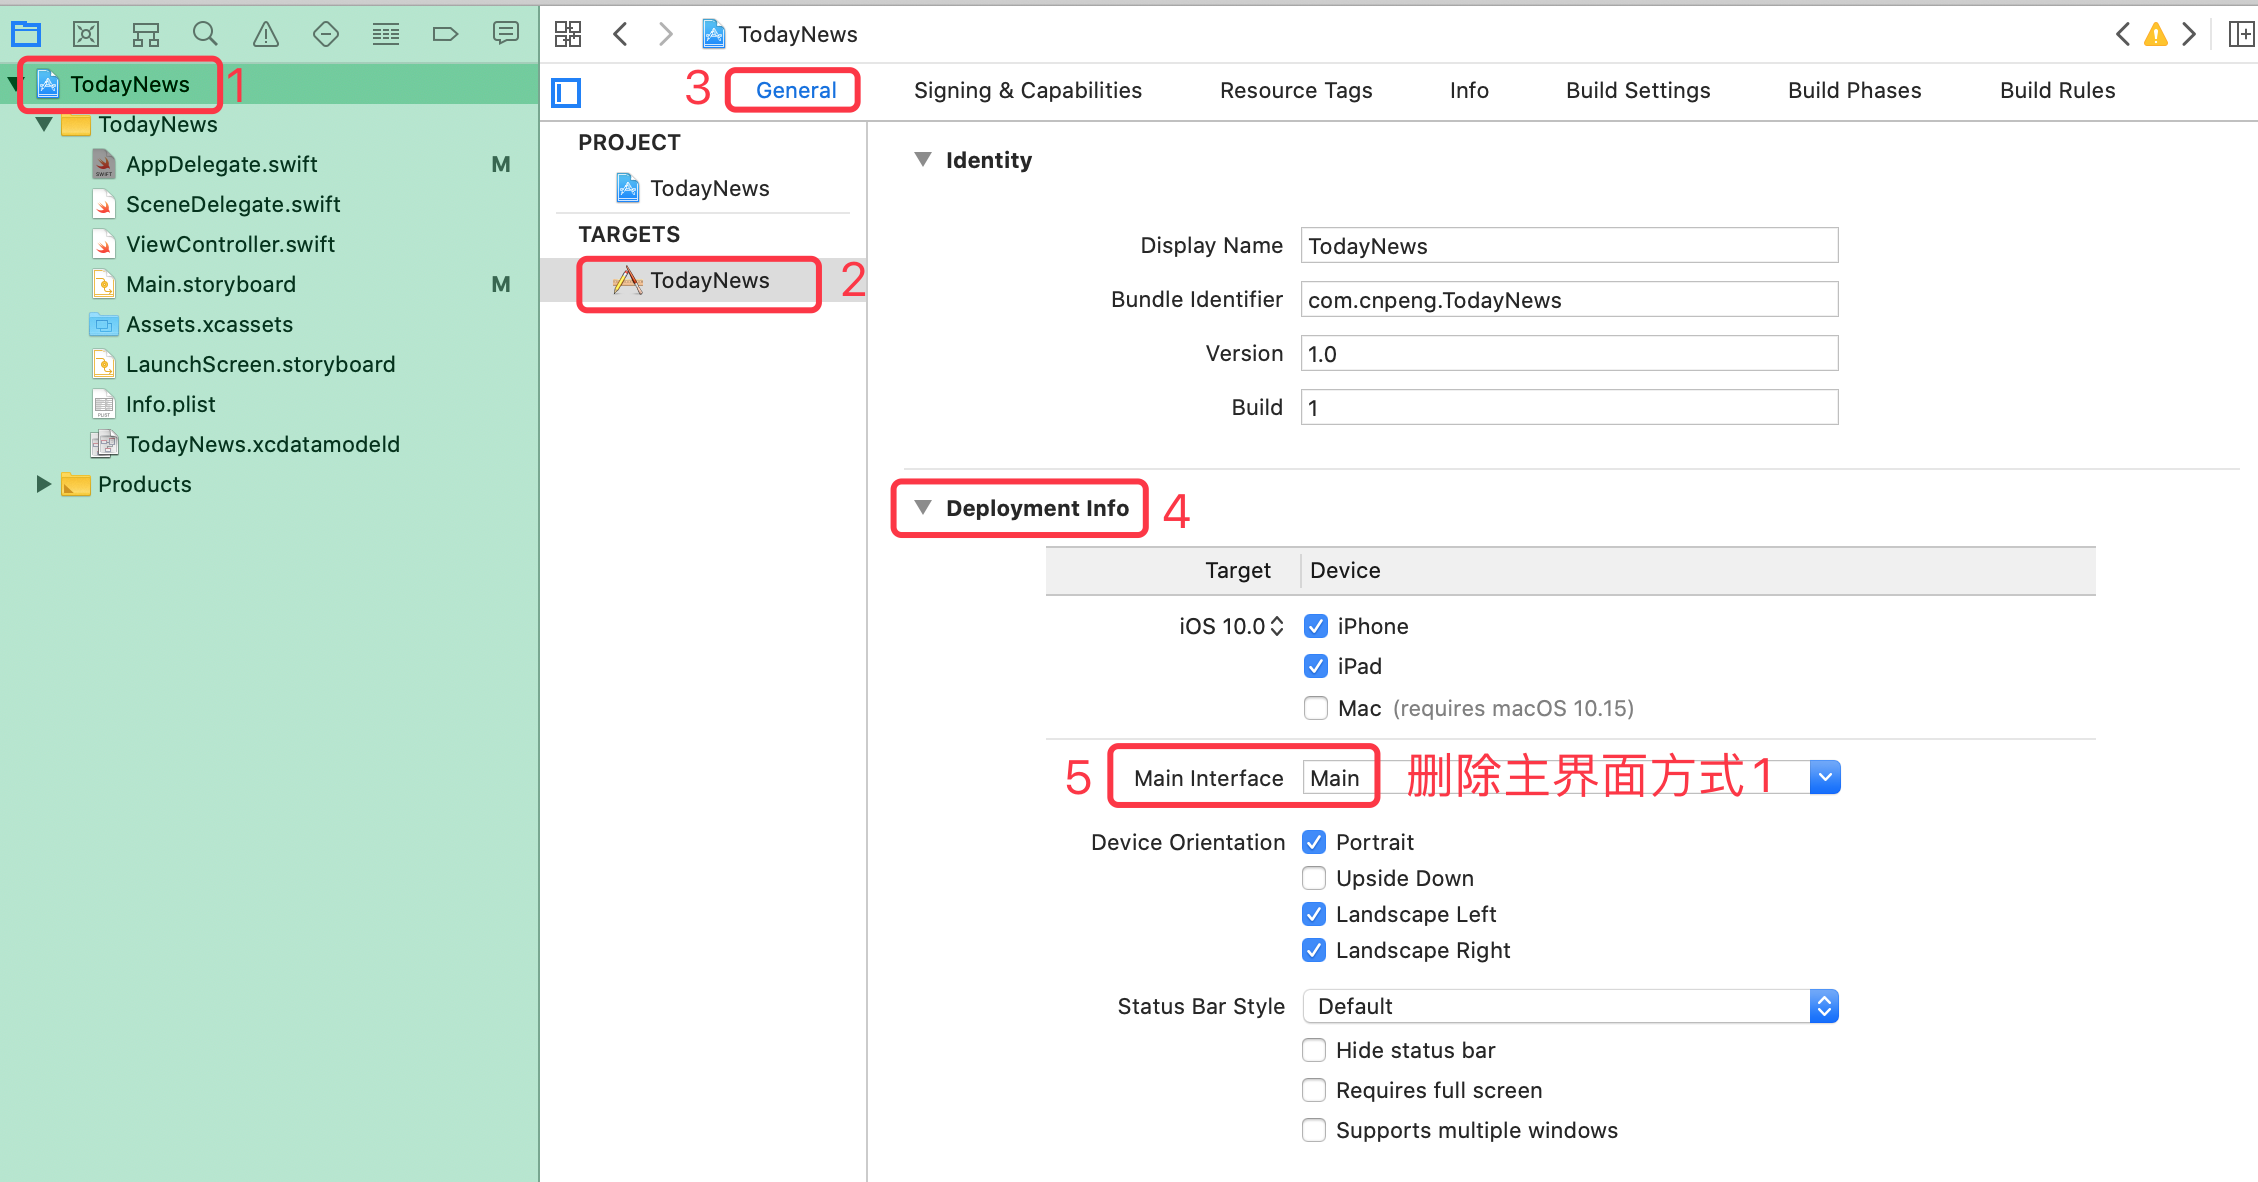 TodayNews
TodayNews 1
3 General Signing & Capabilities Resource Tags Info Build Settings Build Phases Build Rules
TodayNews
AppDelegate.swift M
SceneDelegate.swift
ViewController.swift
Main.storyboard M
Assets.xcassets
LaunchScreen.storyboard
Info.plist
TodayNews.xcdatamodeld
Products
PROJECT
TodayNews
TARGETS
TodayNews 2
Identity
Display Name TodayNews
Bundle Identifier com.cnpeng.TodayNews
Version 1.0
Build 1
Deployment Info 4
Target Device
iOS 10.0 iPhone
iPad
Mac (requires macOS 10.15)
5 Main Interface Main 删除主界面方式1
Device Orientation Portrait
Upside Down
Landscape Left
Landscape Right
Status Bar Style Default
Hide status bar
Requires full screen
Supports multiple windows